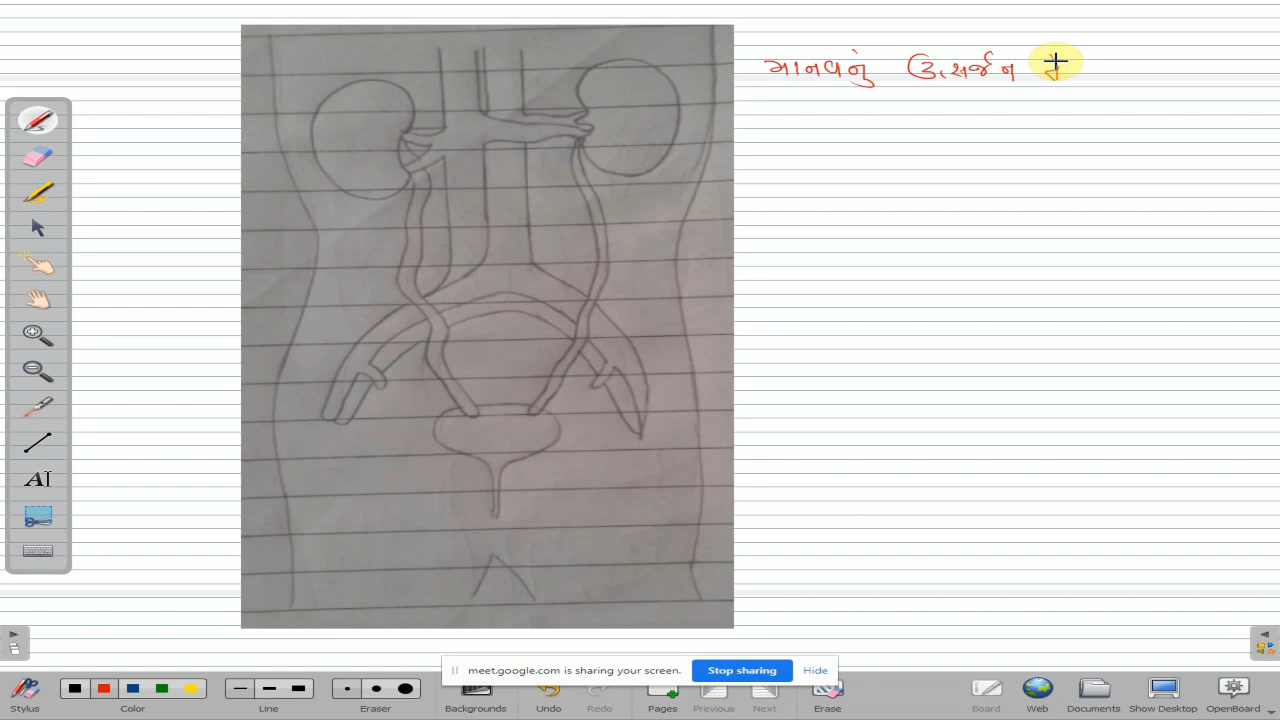 માનવનું ઉત્સર્જન ત
AI
meet.google.com is sharing your screen.
Stop sharing
Hide
Stylus
Color
Line
Eraser
Backgrounds
Undo
Redo
Pages
Previous
Next
Erase
Board
Web
Documents
Show Desktop
OpenBoard